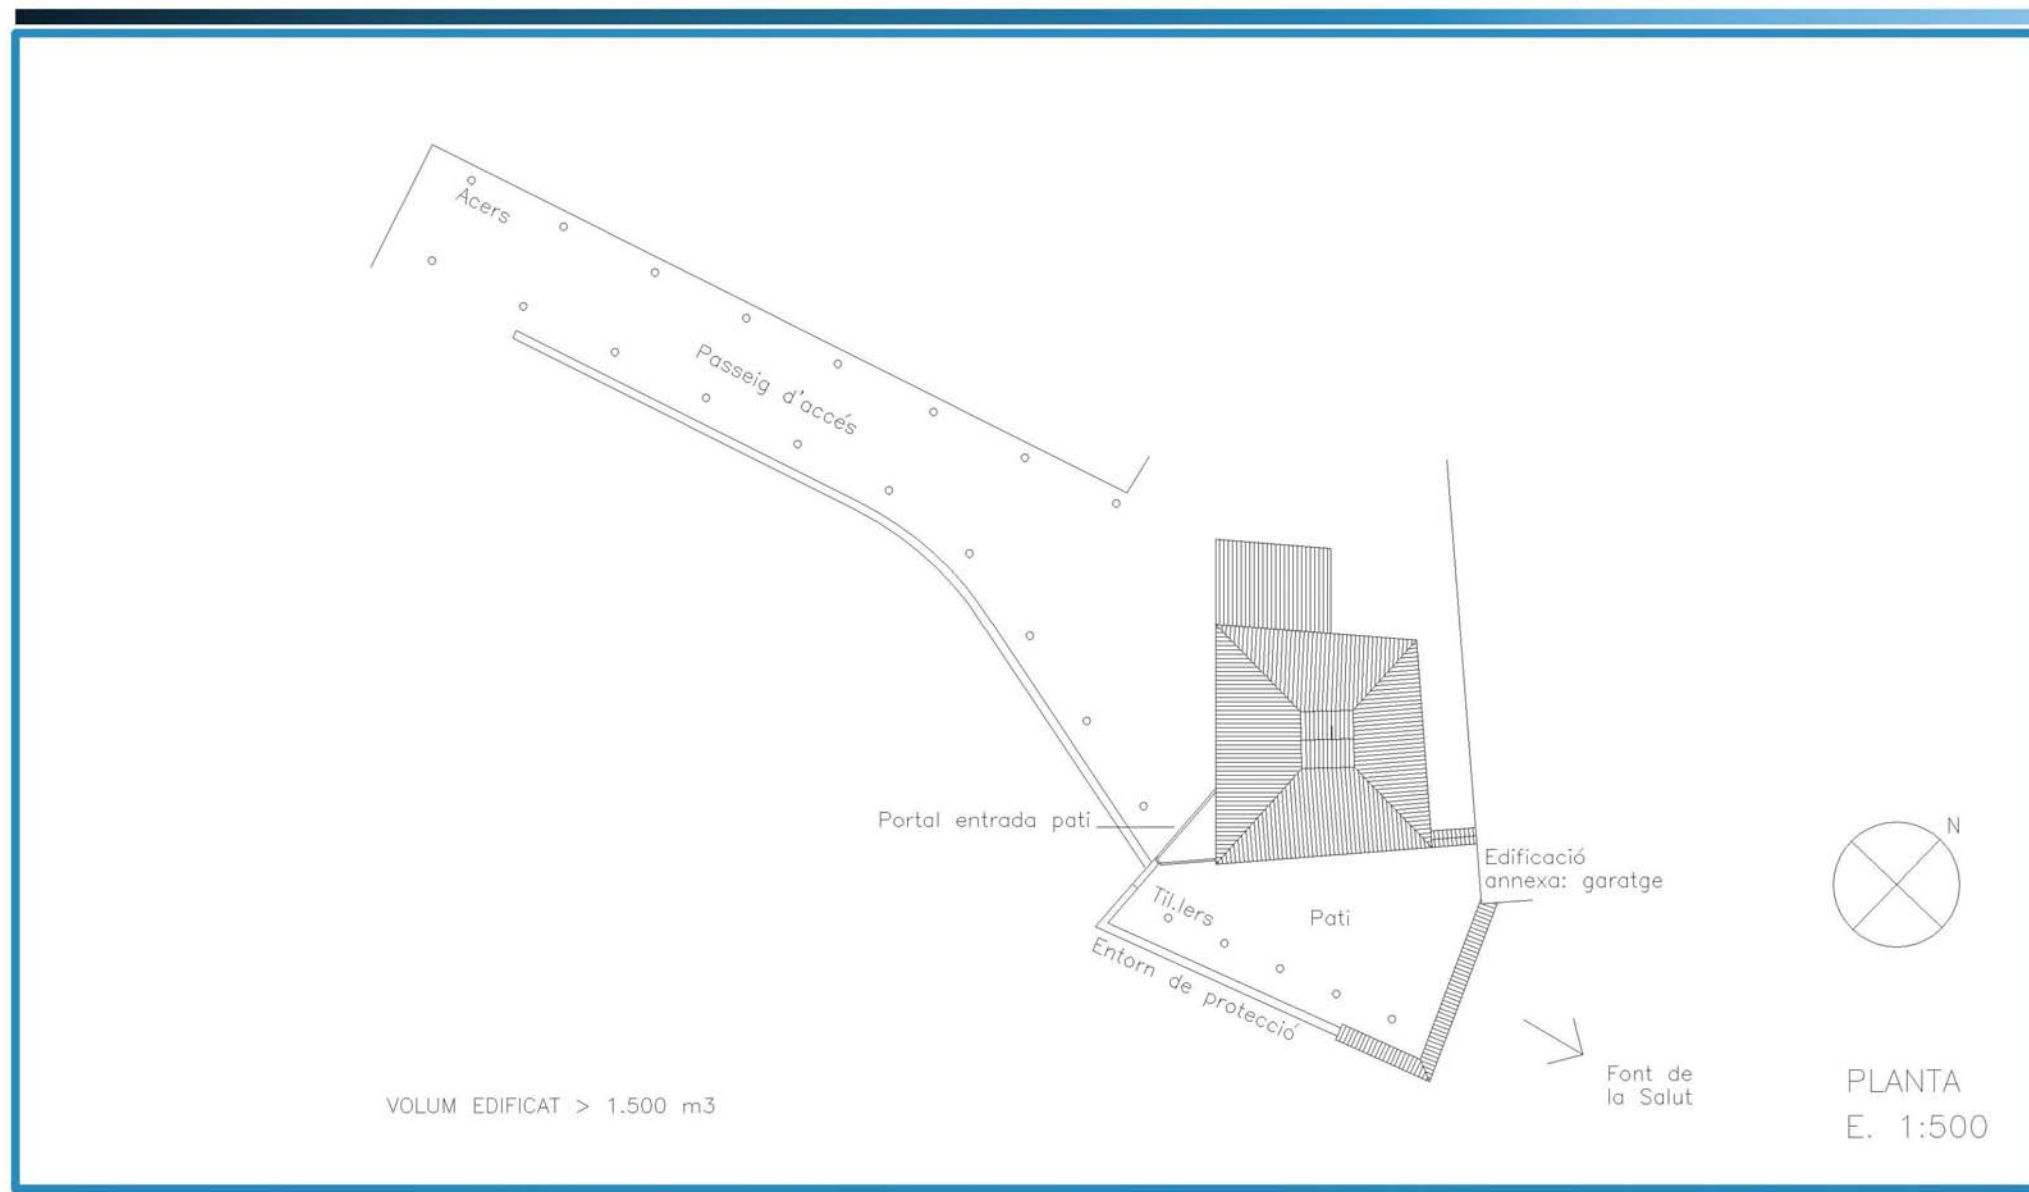 Acers
Passeig d'accés
Portal entrada pati
N
Edificació
annexa: garatge
Til.lers
Pati
Entorn de protecció
Font de
la Salut
PLANTA
E. 1:500
VOLUM EDIFICAT > 1.500 m3